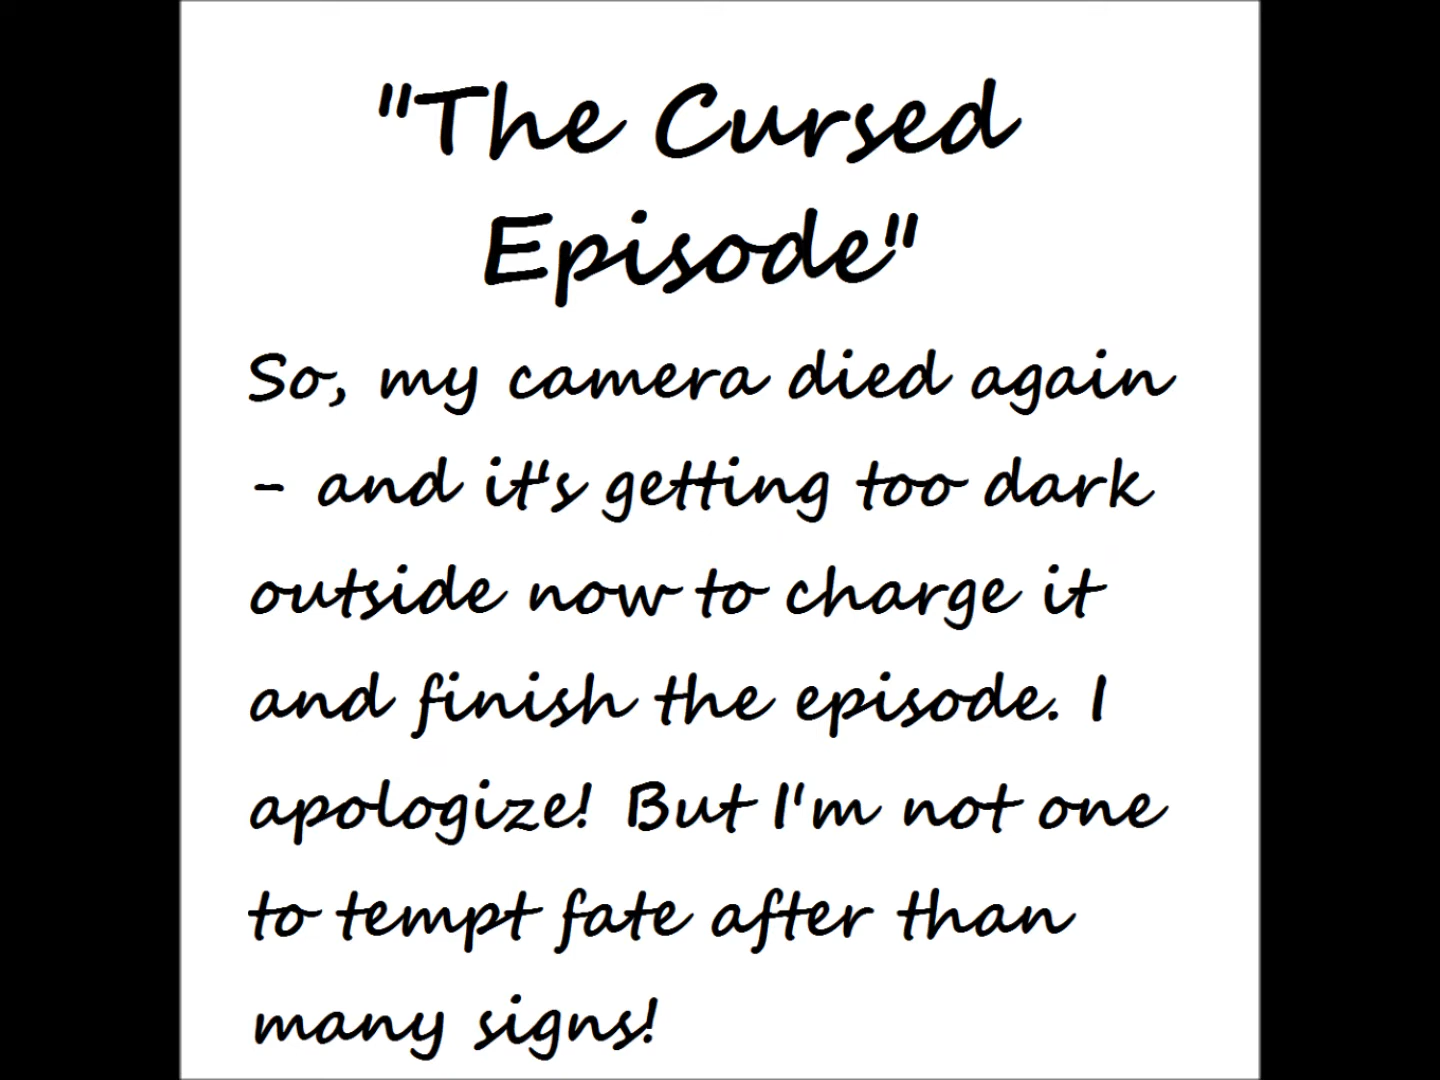 "The Cursed
Episode"
So, my camera died again
- and it's getting too dark
outside now to charge it
and finish the episode. I
apologize! But I'm not one
to tempt fate after than
many signs!